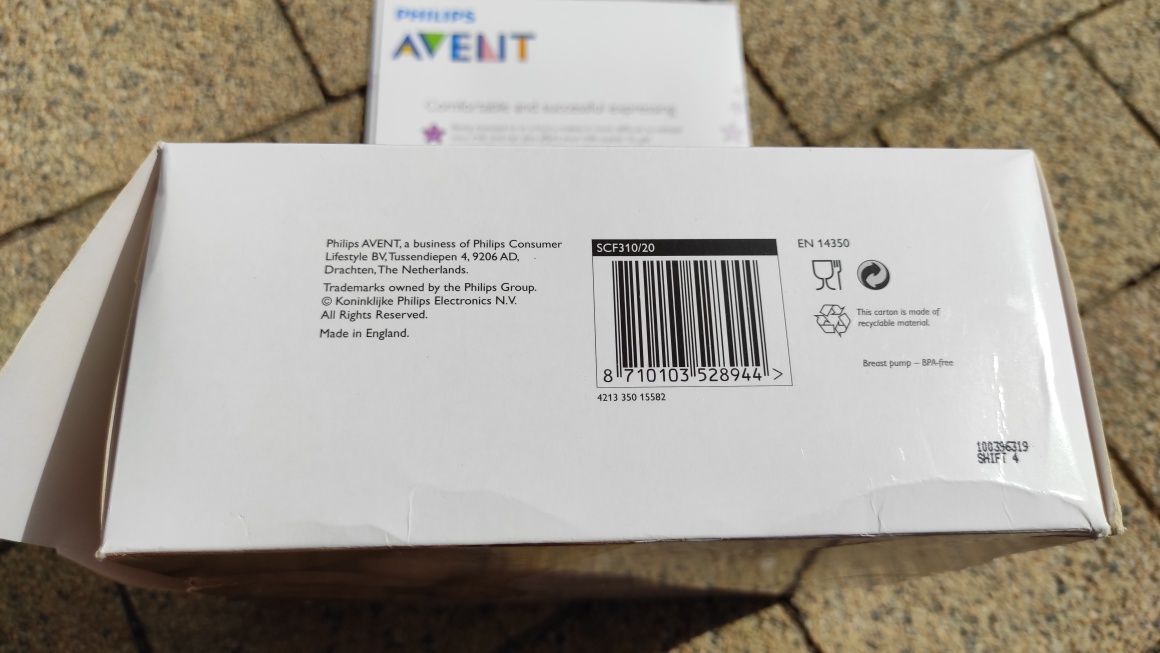 PHILIPS
AVENT
Comfortable and successful expressing
Philips AVENT, a business of Philips Consumer
Lifestyle BV, Tussendiepen 4, 9206 AD,
Drachten, The Netherlands.
Trademarks owned by the Philips Group.
© Koninklijke Philips Electronics N.V.
All Rights Reserved.
Made in England.
SCF310/20
8 710103 528944 >
4213 350 15582
EN 14350
This carton is made of
recyclable material.
Breast pump – BPA-free
100396319
SHIFT 4